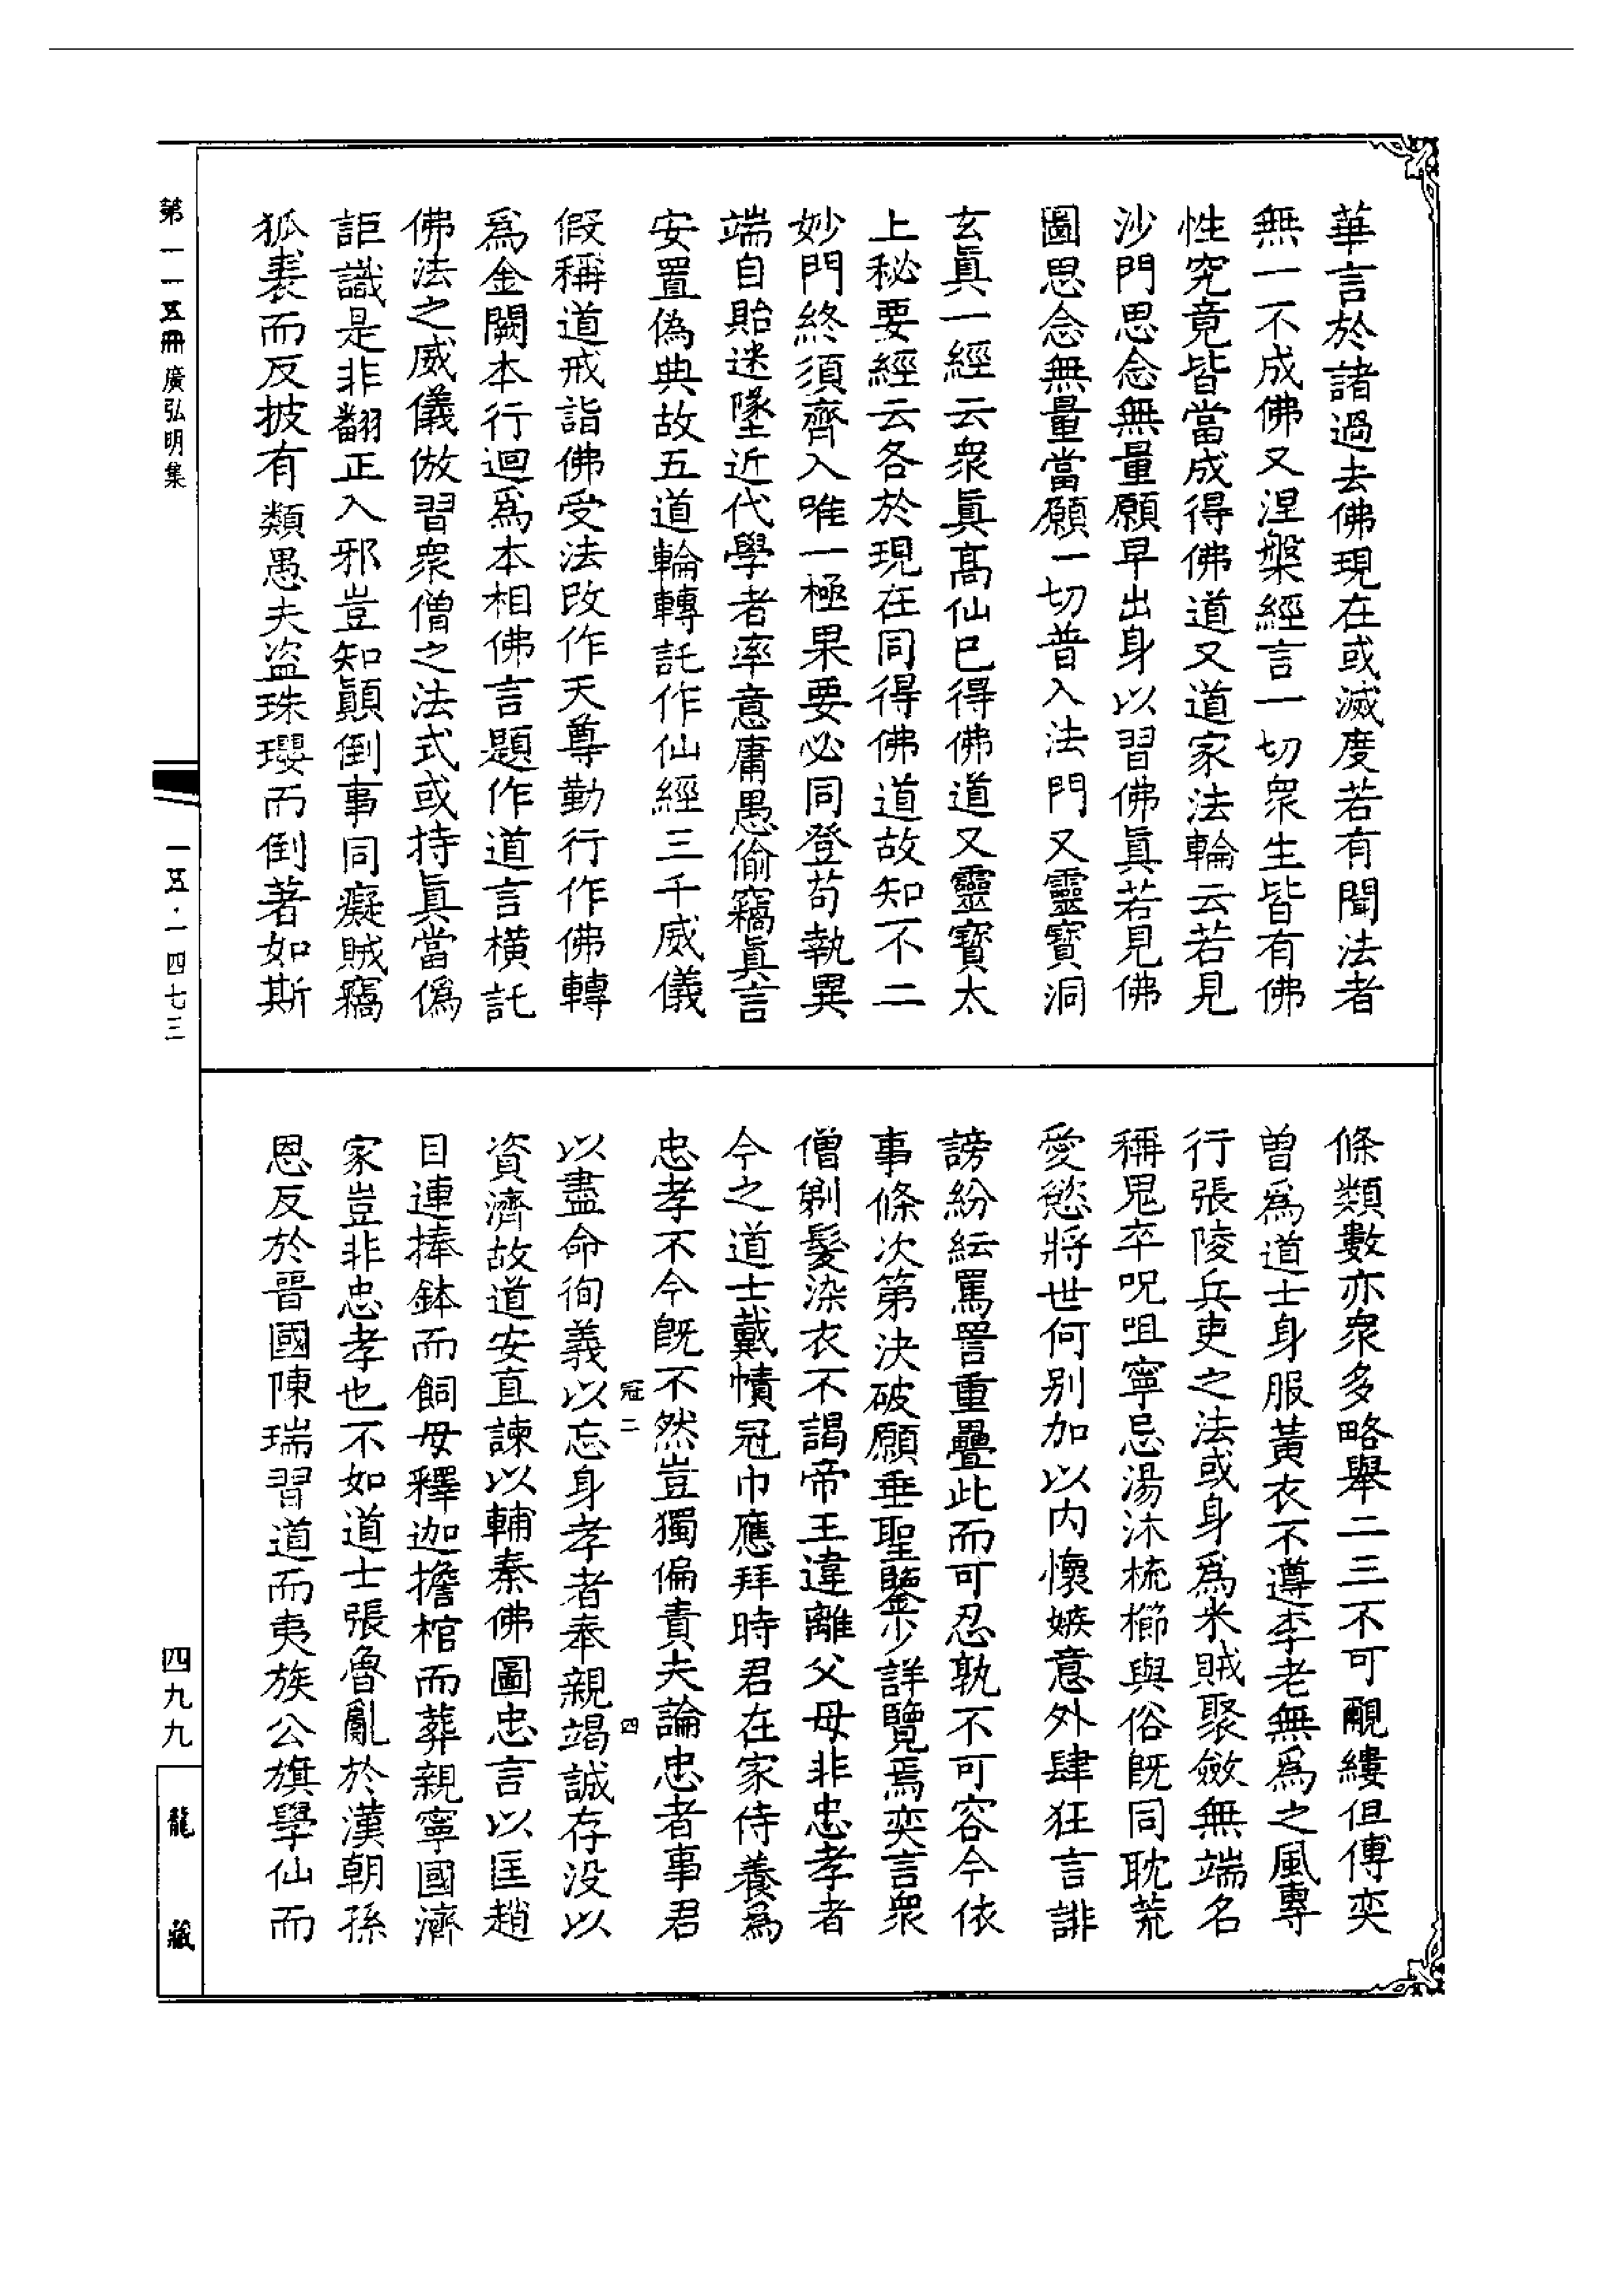 華言於諸過去佛現在或滅度若有聞法者
無一不成佛又涅槃經言一切眾生皆有佛
性究竟皆當成得佛道又道家法輪云若見
沙門思念無量願早出身以習佛眞若見佛
圖思念無量當願一切普入法門又靈寶洞
玄眞一經云眾眞高仙已得佛道又靈寶太
上秘要經云各於現在同得佛道故知不二
妙門終須齊入唯一極果要必同登苟執異
端自貽迷墜近代學者率意庸愚偷竊眞言
安置偽典故五道輪轉託作仙經三千威儀
假稱道戒詣佛受法改作天尊勤行作佛轉
爲金闕本行迴爲本相佛言題作道言橫託
佛法之威儀倣習眾僧之法式或持眞當偽
詎識是非翻正入邪豈知顛倒事同癡賊竊
狐裘而反披有類愚夫盜珠瓔而倒著如斯
條類數亦眾多略舉二三不可覼縷但傅奕
曾爲道士身服黃衣不遵李老無爲之風專
行張陵兵吏之法或身爲米賊聚斂無端名
稱鬼卒呪咀寧忌湯沐梳櫛與俗既同耽荒
愛慾將世何別加以內懷嫉意外肆狂言誹
謗紛紜罵詈重疊此而可忍孰不可容今依
事條次第決破願垂聖鑒少詳覽焉奕言眾
僧剃髮染衣不謁帝王違離父母非忠孝者
今之道士戴幘冠巾應拜時君在家侍養爲
忠孝不今既不然豈獨偏責夫論忠者事君
冠二 四
以盡命徇義以忘身孝者奉親竭誠存没以
資濟故道安直諫以輔秦佛圖忠言以匡趙
目連捧鉢而飼母釋迦擔棺而葬親寧國濟
家豈非忠孝也不如道士張魯亂於漢朝孫
恩反於晋國陳瑞習道而夷族公旗學仙而
第一一五冊 廣弘明集
一五·一四七三
四九九
龍藏